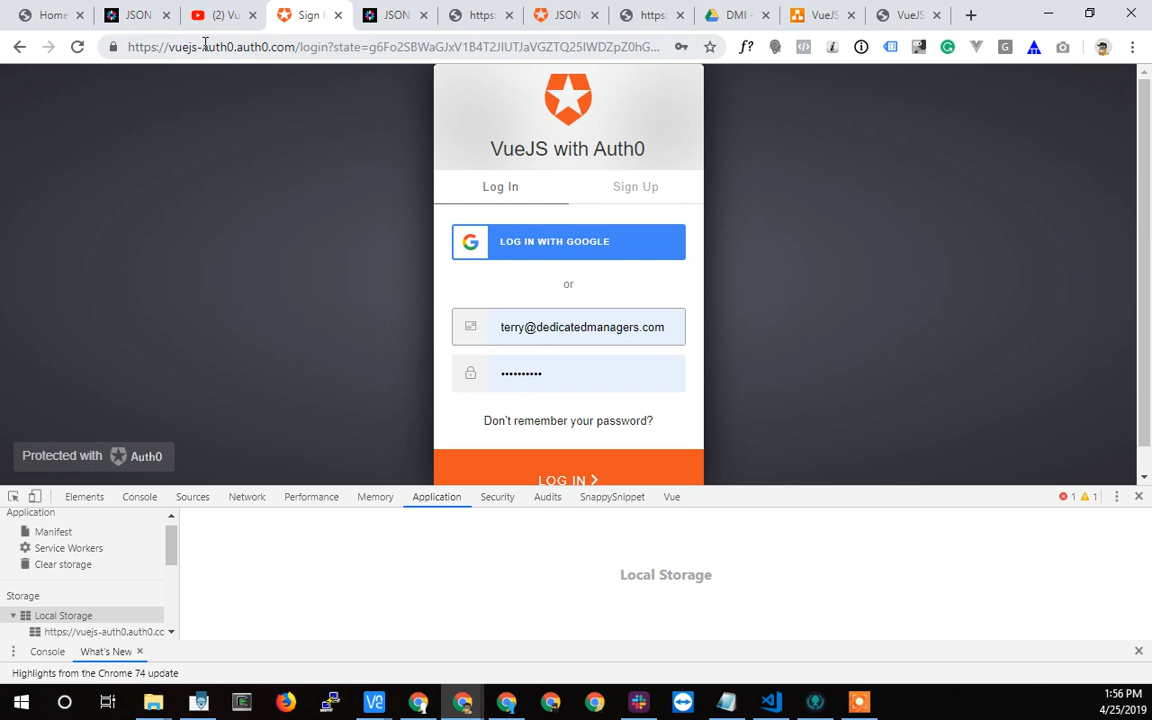 Home
JSON
(2) Vu
Sign I
JSON
https:
JSON
https:
DMI -
VueJS
VueJS
https://vuejs-auth0.auth0.com/login?state=g6Fo2SBWaGJxV1B4T2JIUTJaVGZTQ25IWDZpZ0hG...
f?
VueJS with Auth0
Log In
Sign Up
LOG IN WITH GOOGLE
or
terry@dedicatedmanagers.com
••••••••••
Don't remember your password?
LOG IN
Protected with Auth0
Elements
Console
Sources
Network
Performance
Memory
Application
Security
Audits
SnappySnippet
Vue
1
1
Application
Manifest
Service Workers
Clear storage
Storage
Local Storage
https://vuejs-auth0.auth0.cc
Local Storage
Console
What's New
Highlights from the Chrome 74 update
1:56 PM
4/25/2019